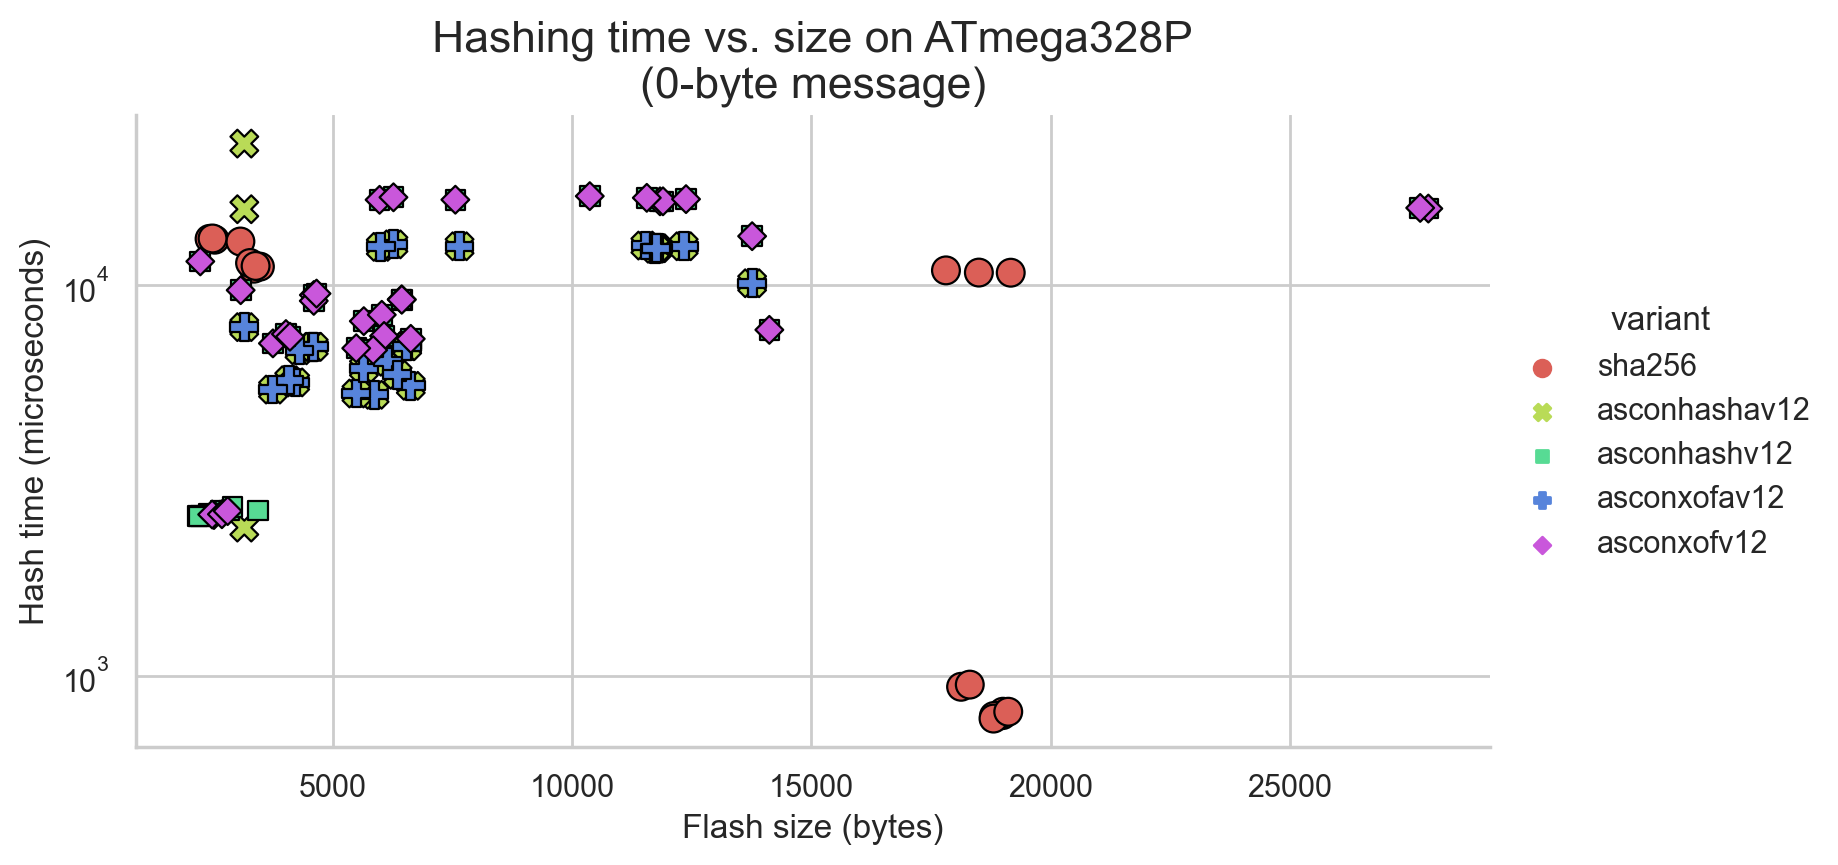 Hashing time vs. size on ATmega328P
(0-byte message)
Hash time (microseconds)
10^4
10^3
5000 10000 15000 20000 25000
Flash size (bytes)
variant
sha256
asconhashav12
asconhashv12
asconxofav12
asconxofv12